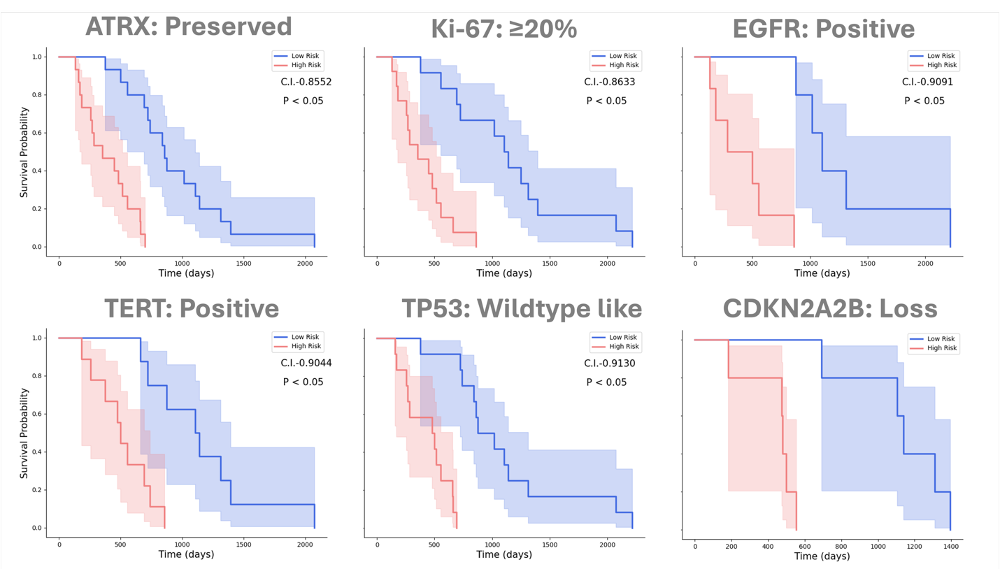 ATRX: Preserved
Low Risk
High Risk
C.I.-0.8552
P < 0.05
Survival Probability
1.0
0.8
0.6
0.4
0.2
0.0
0
500
1000
1500
2000
Time (days)
Ki-67: ≥20%
Low Risk
High Risk
C.I.-0.8633
P < 0.05
0
500
1000
1500
2000
Time (days)
EGFR: Positive
Low Risk
High Risk
C.I.-0.9091
P < 0.05
0
500
1000
1500
2000
Time (days)
TERT: Positive
Low Risk
High Risk
C.I.-0.9044
P < 0.05
Survival Probability
1.0
0.8
0.6
0.4
0.2
0.0
0
500
1000
1500
2000
Time (days)
TP53: Wildtype like
Low Risk
High Risk
C.I.-0.9130
P < 0.05
0
500
1000
1500
2000
Time (days)
CDKN2A2B: Loss
Low Risk
High Risk
0
200
400
600
800
1000
1200
1400
Time (days)